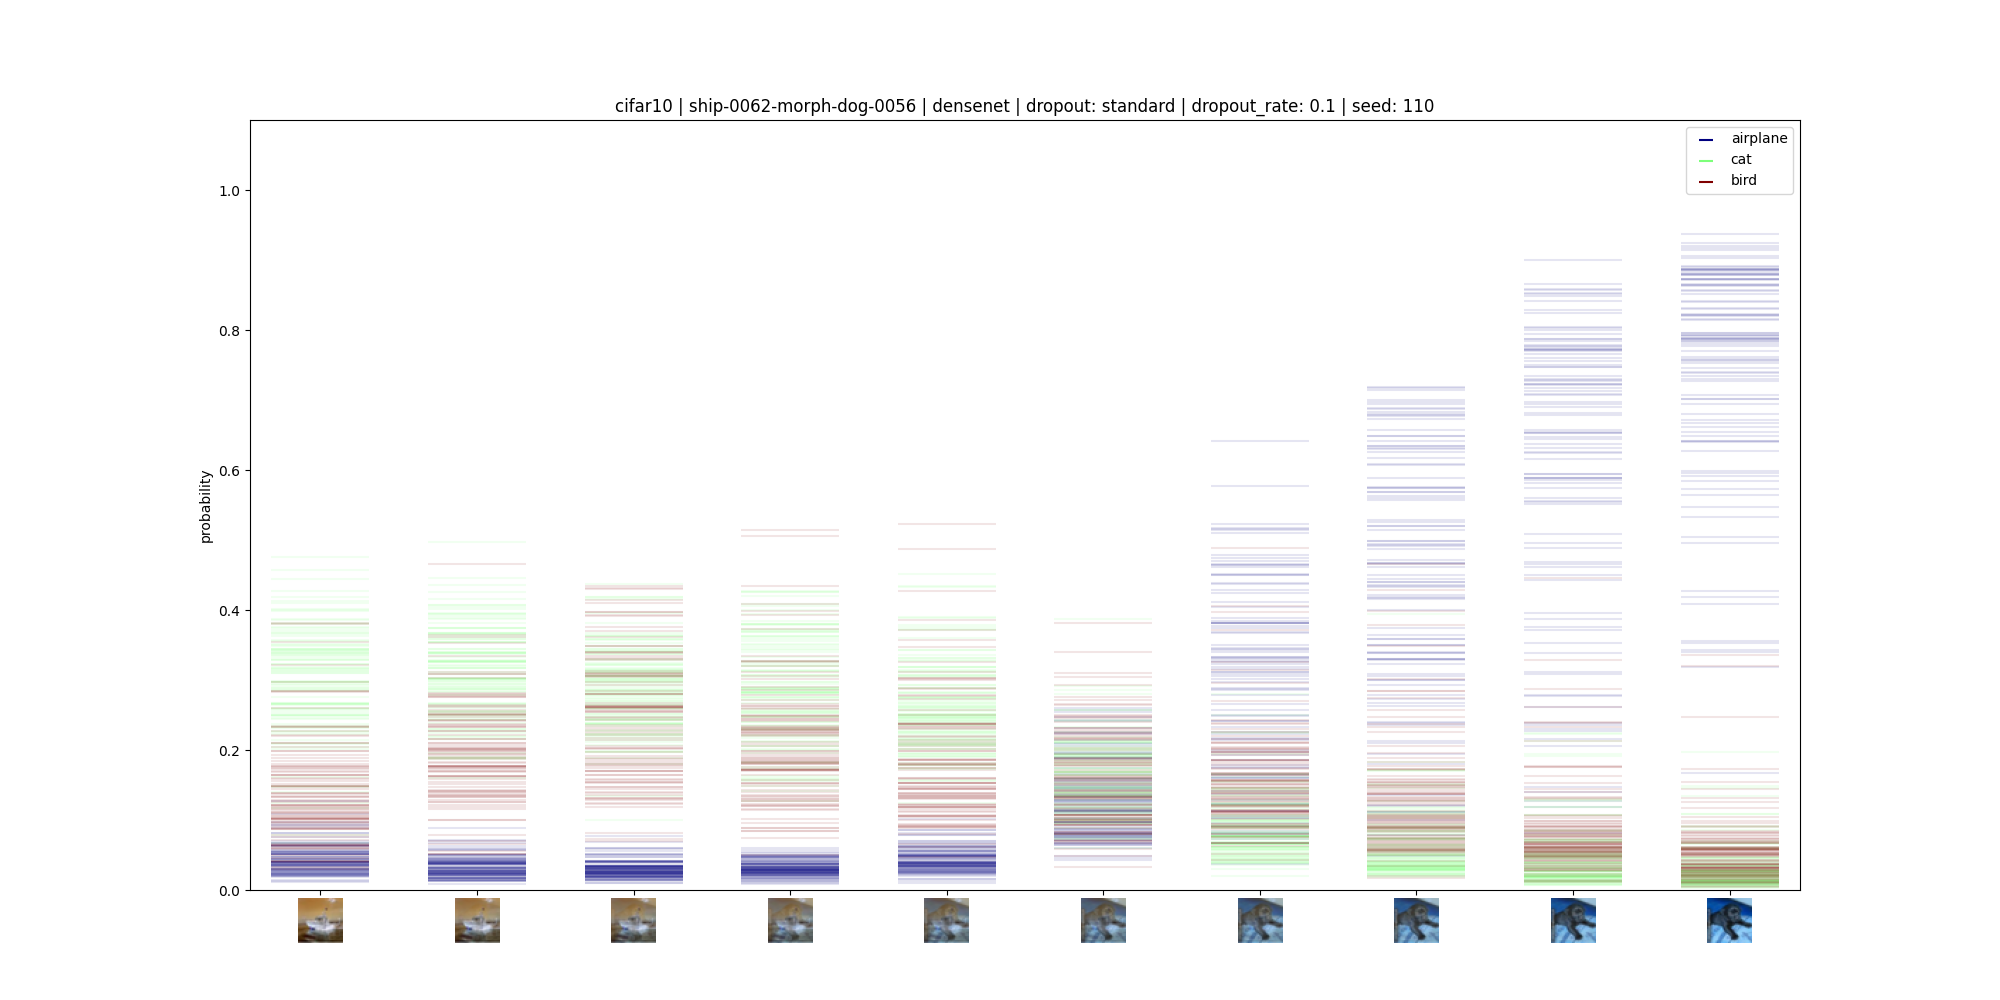 cifar10 | ship-0062-morph-dog-0056 | densenet | dropout: standard | dropout_rate: 0.1 | seed: 110
airplane
cat
bird
probability
1.0
0.8
0.6
0.4
0.2
0.0